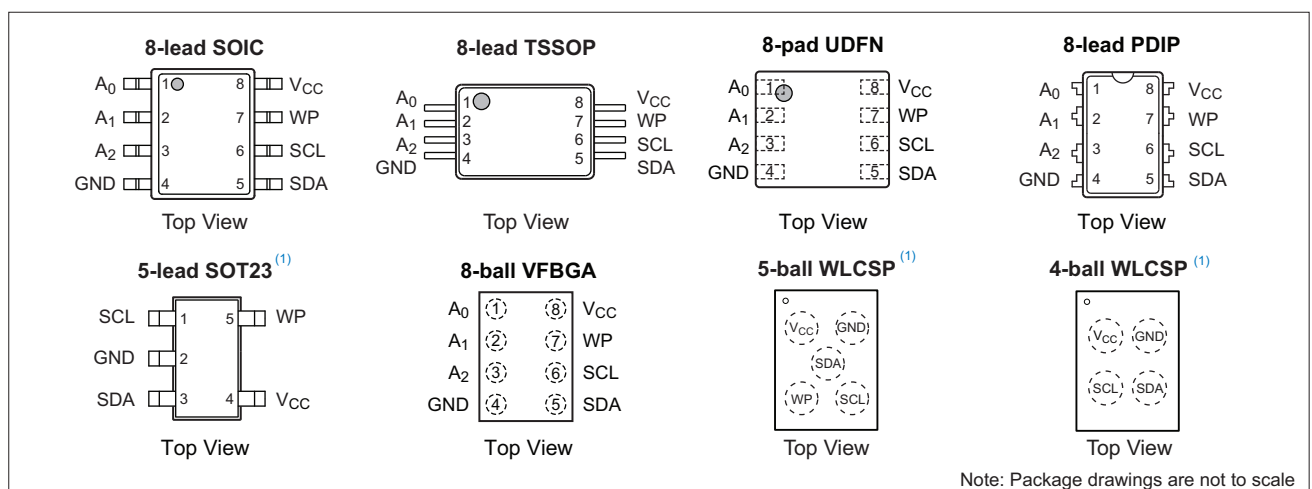 8-lead SOIC
A0 1 8 VCC
A1 2 7 WP
A2 3 6 SCL
GND 4 5 SDA
Top View
8-lead TSSOP
A0 1 8 VCC
A1 2 7 WP
A2 3 6 SCL
GND 4 5 SDA
Top View
8-pad UDFN
A0 1 8 VCC
A1 2 7 WP
A2 3 6 SCL
GND 4 5 SDA
Top View
8-lead PDIP
A0 1 8 VCC
A1 2 7 WP
A2 3 6 SCL
GND 4 5 SDA
Top View
5-lead SOT23 (1)
SCL 1 5 WP
GND 2
SDA 3 4 VCC
Top View
8-ball VFBGA
A0 1 8 VCC
A1 2 7 WP
A2 3 6 SCL
GND 4 5 SDA
Top View
5-ball WLCSP (1)
VCC GND
SDA
WP SCL
Top View
4-ball WLCSP (1)
VCC GND
SCL SDA
Top View
Note: Package drawings are not to scale